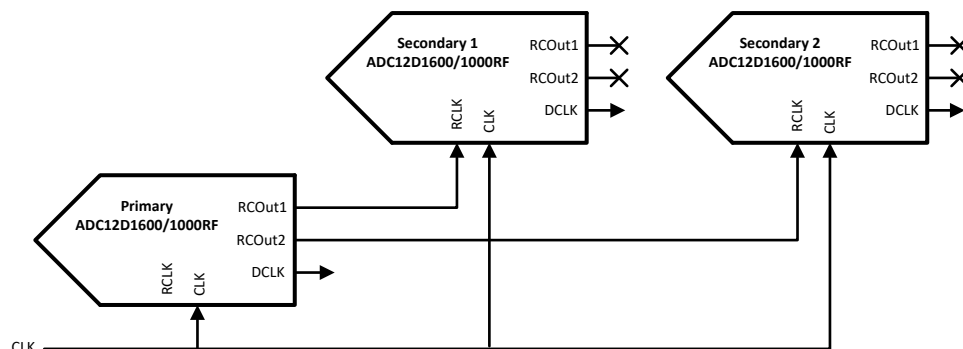 Secondary 1
ADC12D1600/1000RF
RCOut1
RCOut2
DCLK
RCLK
CLK
Secondary 2
ADC12D1600/1000RF
RCOut1
RCOut2
DCLK
RCLK
CLK
Primary
ADC12D1600/1000RF
RCOut1
RCOut2
DCLK
RCLK
CLK
CLK